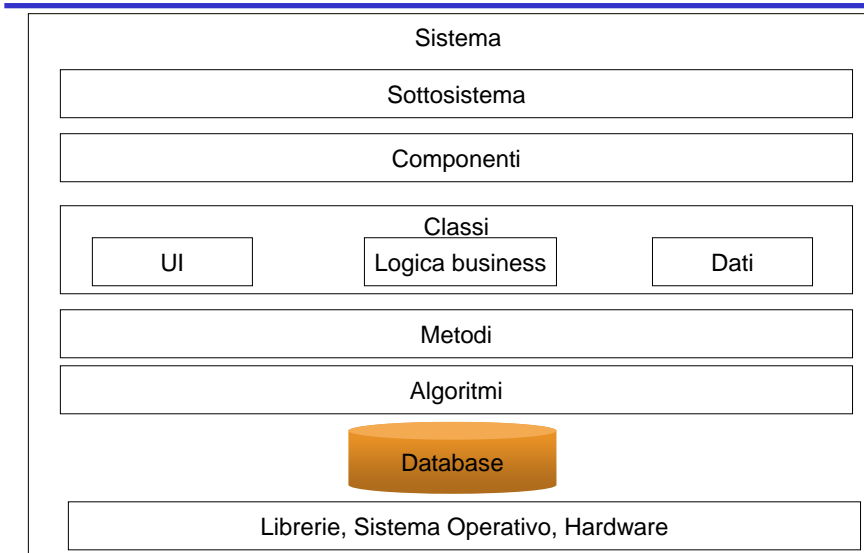 Sistema
Sottosistema
Componenti
Classi
UI
Logica business
Dati
Metodi
Algoritmi
Database
Librerie, Sistema Operativo, Hardware